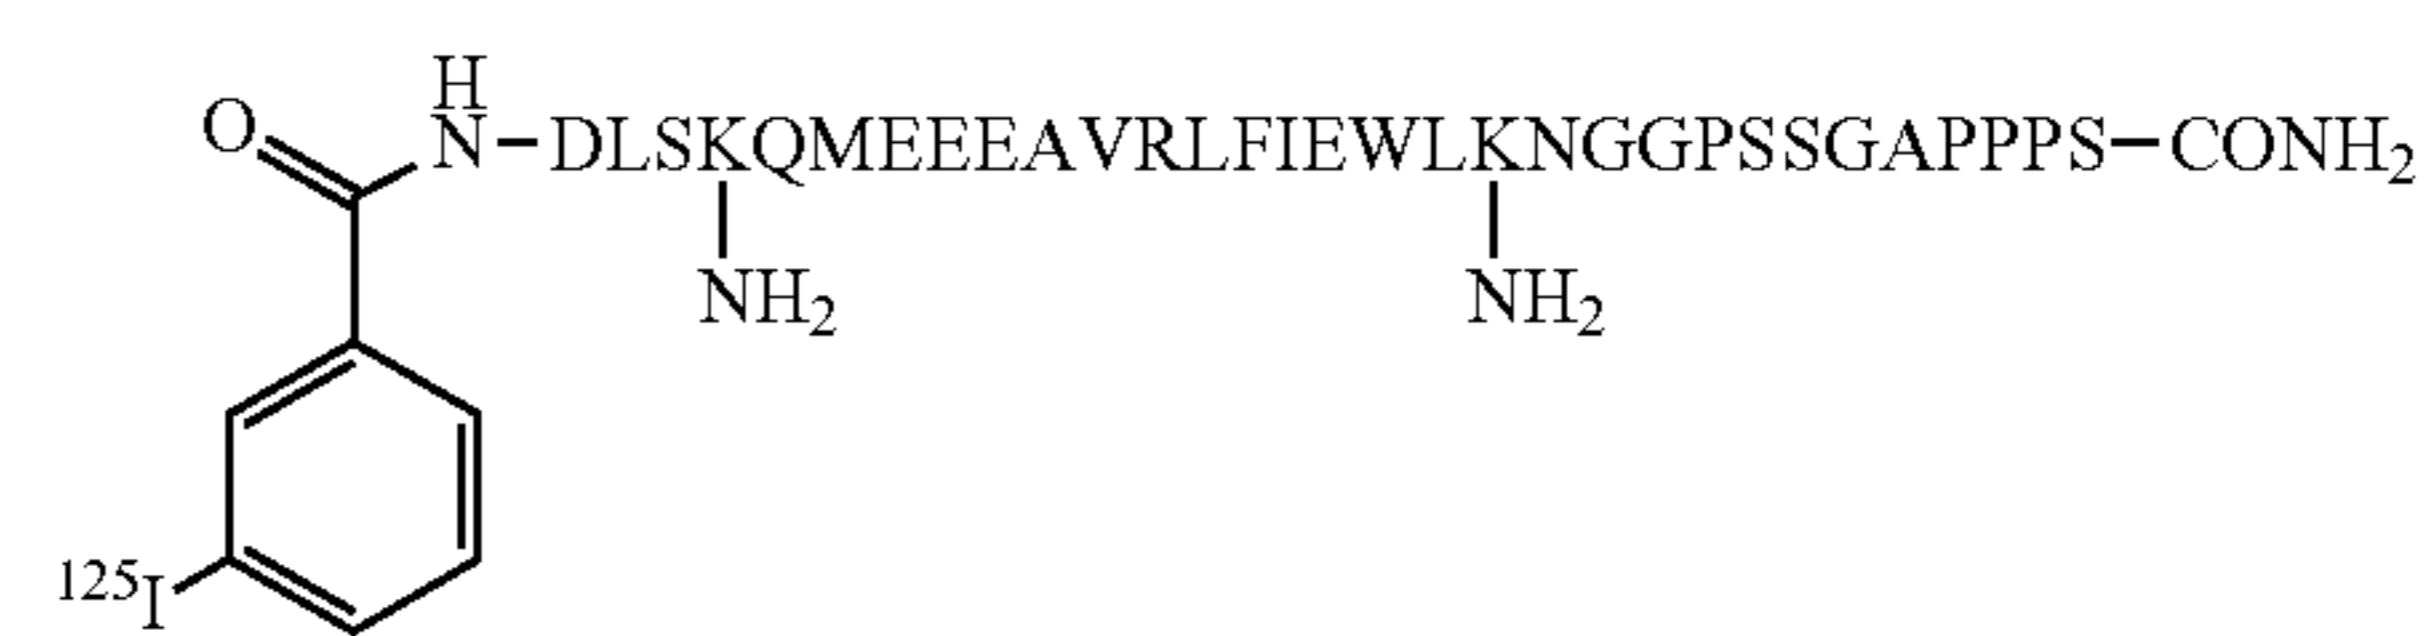 H
O N DLSKQMEEEAVRLFIEWLKNGGPSSGAPPPS CONH₂
NH₂ NH₂
¹²⁵I